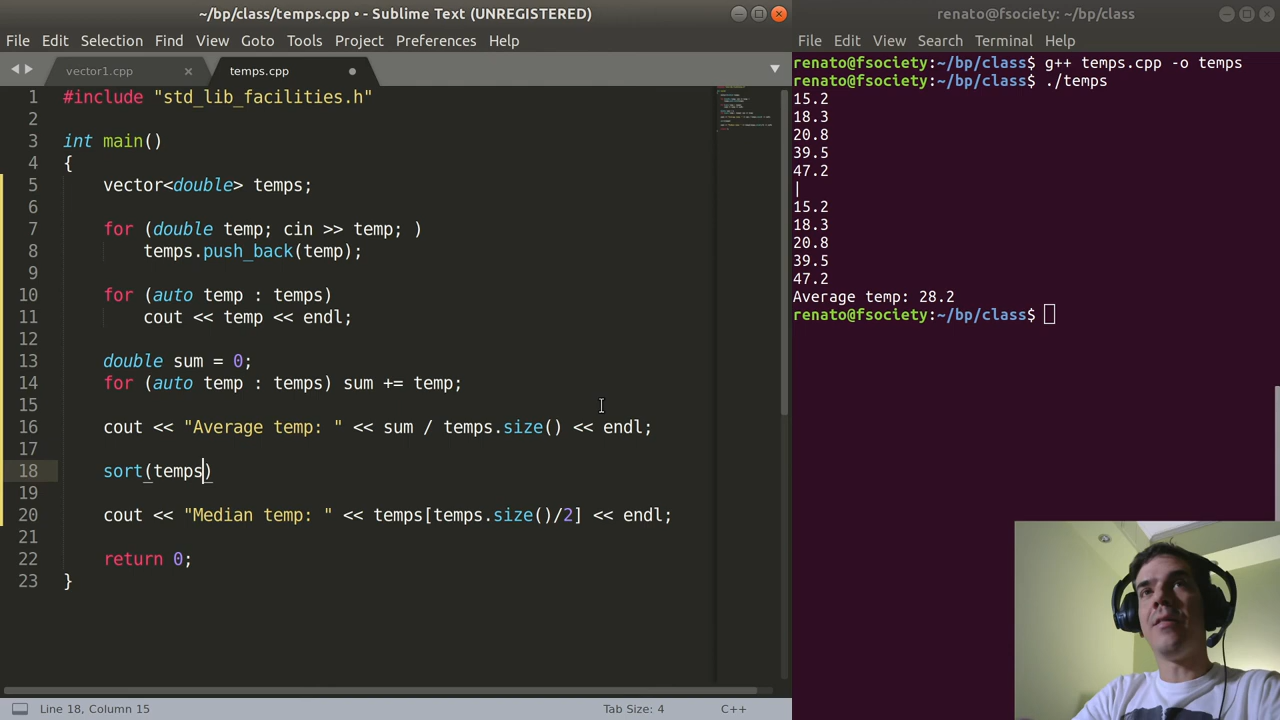 ~/bp/class/temps.cpp • - Sublime Text (UNREGISTERED)
File Edit Selection Find View Goto Tools Project Preferences Help
vector1.cpp × temps.cpp
1 #include "std_lib_facilities.h"
2
3 int main()
4 {
5 vector<double> temps;
6
7 for (double temp; cin >> temp; )
8 temps.push_back(temp);
9
10 for (auto temp : temps)
11 cout << temp << endl;
12
13 double sum = 0;
14 for (auto temp : temps) sum += temp;
15
16 cout << "Average temp: " << sum / temps.size() << endl;
17
18 sort(temps)
19
20 cout << "Median temp: " << temps[temps.size()/2] << endl;
21
22 return 0;
23 }
Line 18, Column 15 Tab Size: 4 C++
renato@fsociety: ~/bp/class
File Edit View Search Terminal Help
renato@fsociety:~/bp/class$ g++ temps.cpp -o temps
renato@fsociety:~/bp/class$ ./temps
15.2
18.3
20.8
39.5
47.2
|
15.2
18.3
20.8
39.5
47.2
Average temp: 28.2
renato@fsociety:~/bp/class$